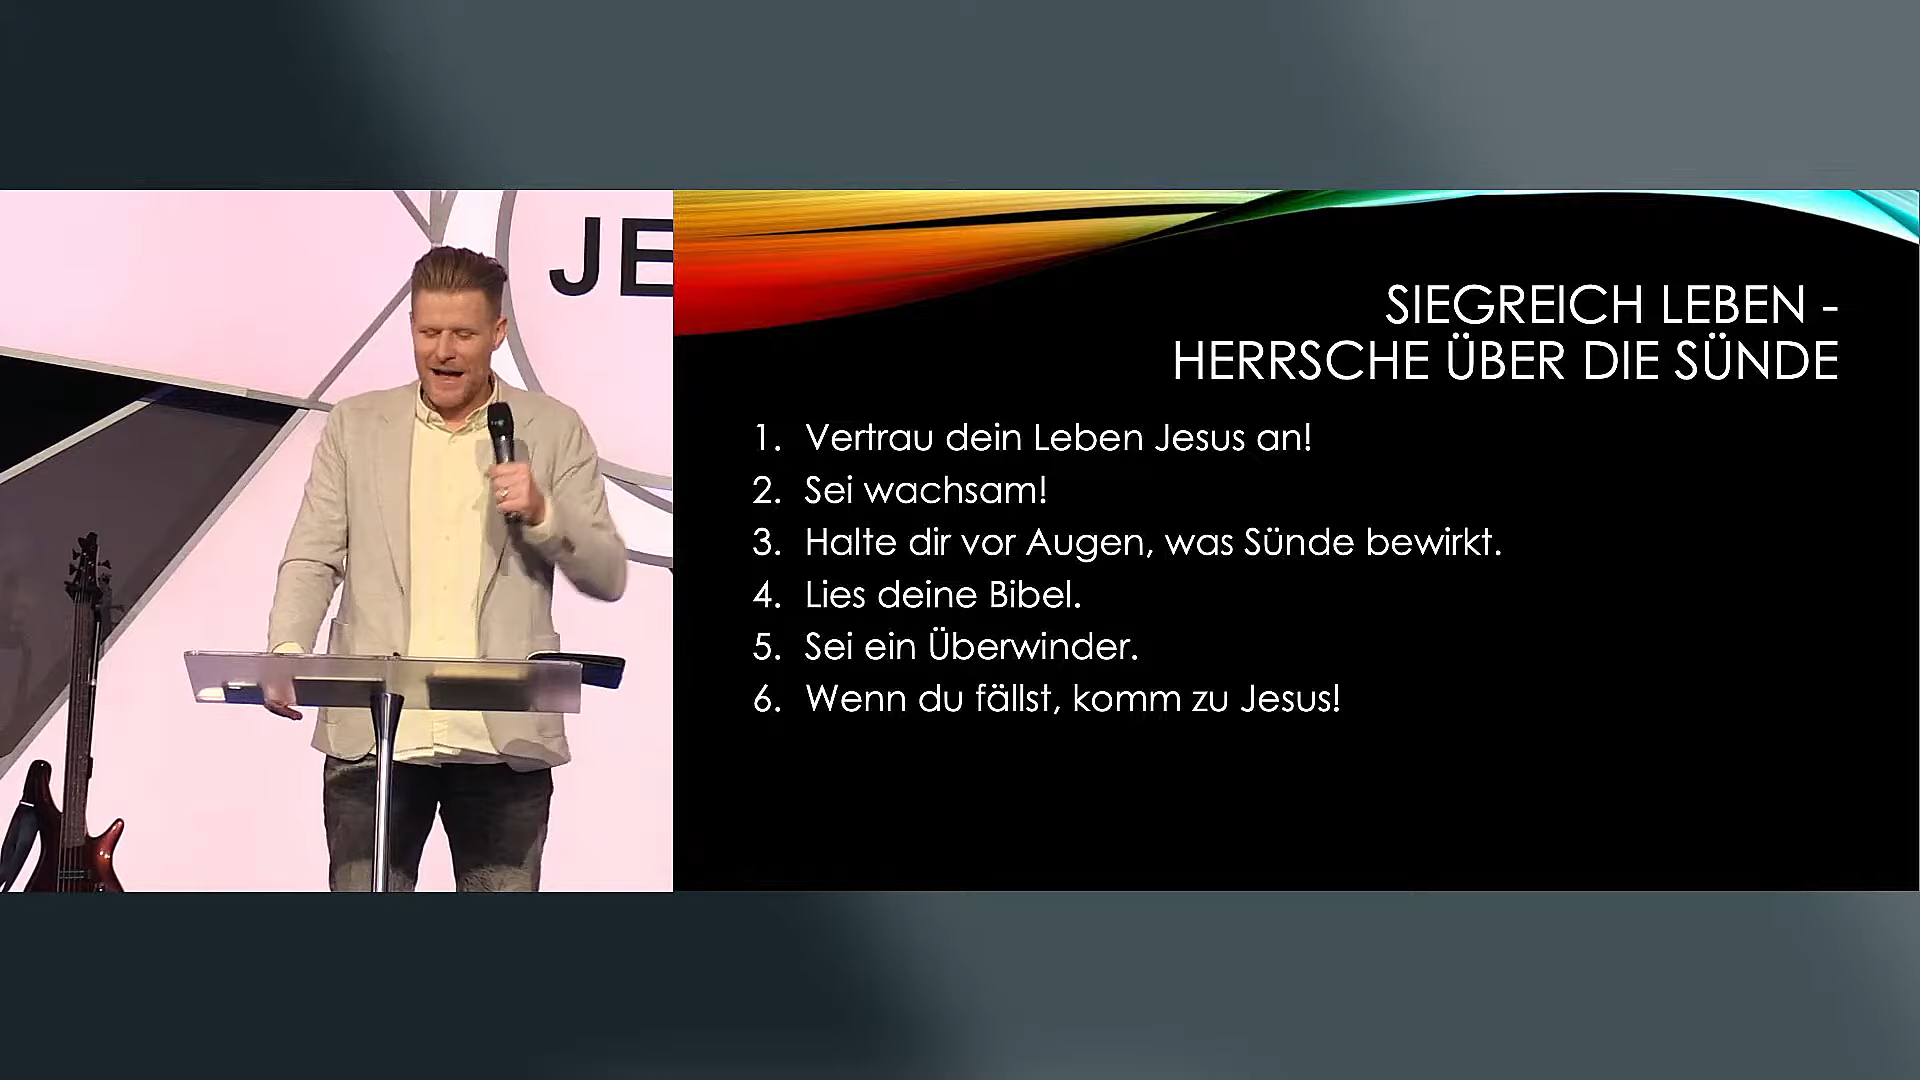 JE
SIEGREICH LEBEN -
HERRSCHE ÜBER DIE SÜNDE
1. Vertrau dein Leben Jesus an!
2. Sei wachsam!
3. Halte dir vor Augen, was Sünde bewirkt.
4. Lies deine Bibel.
5. Sei ein Überwinder.
6. Wenn du fällst, komm zu Jesus!